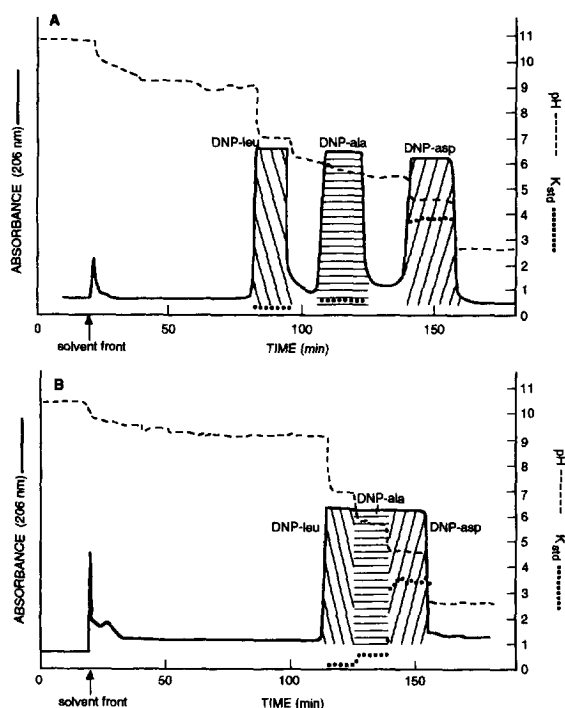 A
ABSORBANCE (206 nm)
11
10
9
8
7
6
5
4
3
2
1
0
pH
Kstd
DNP-leu
DNP-ala
DNP-asp
0
50
100
150
TIME (min)
solvent front
B
ABSORBANCE (206 nm)
11
10
9
8
7
6
5
4
3
2
1
0
pH
Kstd
DNP-ala
DNP-leu
DNP-asp
0
50
100
150
TIME (min)
solvent front